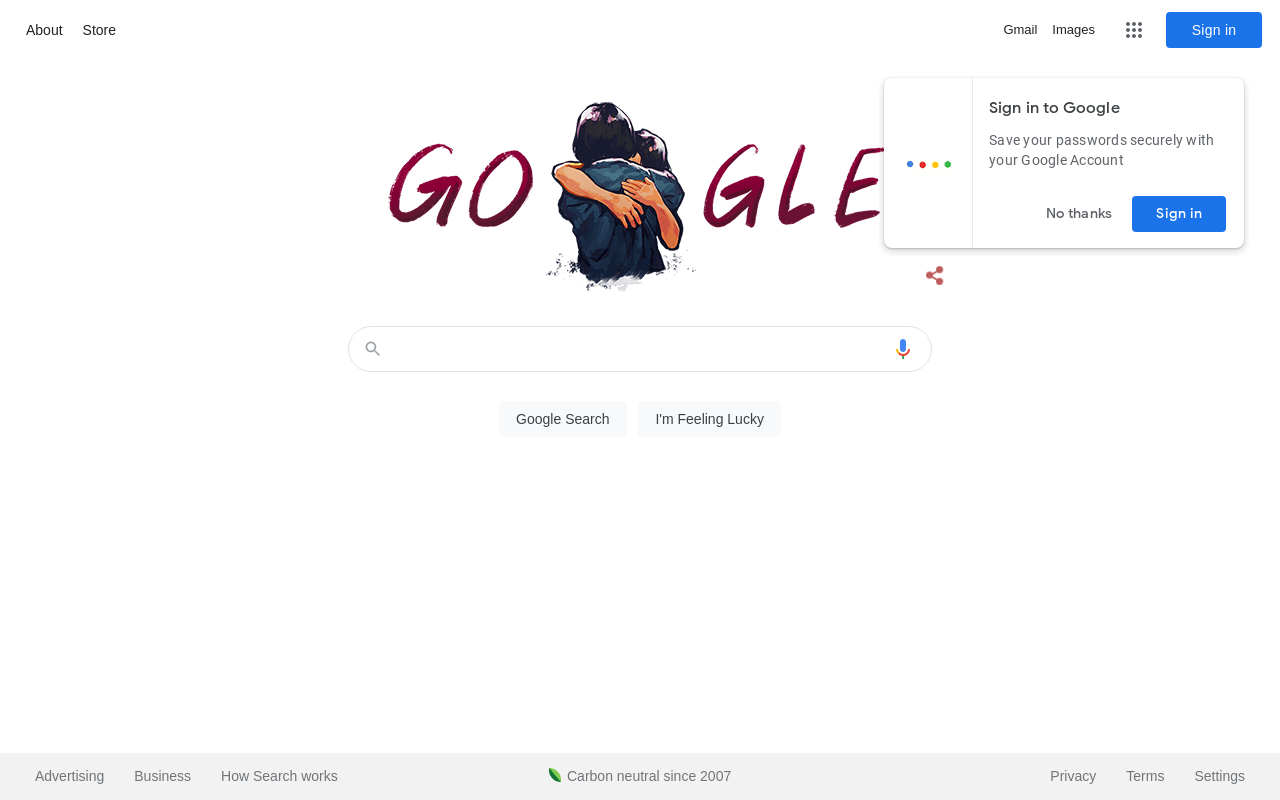 About Store
Gmail Images
Sign in
GO GLE
Sign in to Google
Save your passwords securely with
your Google Account
No thanks
Sign in
Google Search
I'm Feeling Lucky
Advertising Business How Search works
Carbon neutral since 2007
Privacy Terms Settings